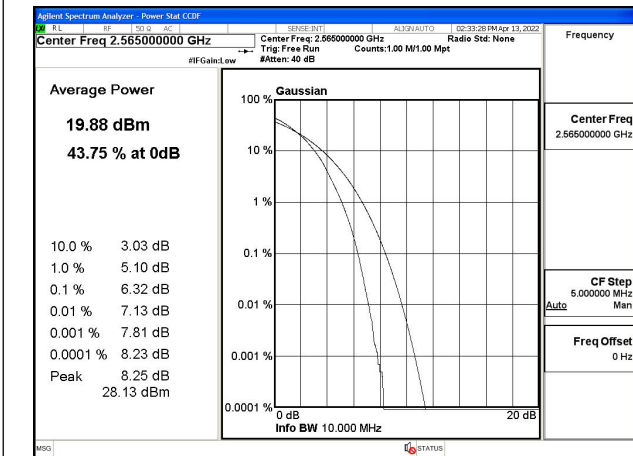 Agilent Spectrum Analyzer - Power Stat CCDF
RL RF 50 Ω AC SENSE:INT ALIGNAUTO 02:33:28 PM Apr 13, 2022
Center Freq 2.565000000 GHz
Center Freq: 2.565000000 GHz Radio Std: None
Trig: Free Run Counts:1.00 M/1.00 Mpt
#IFGain:Low #Atten: 40 dB
Frequency
Average Power
19.88 dBm
43.75 % at 0dB
10.0 % 3.03 dB
1.0 % 5.10 dB
0.1 % 6.32 dB
0.01 % 7.13 dB
0.001 % 7.81 dB
0.0001 % 8.23 dB
Peak 8.25 dB
28.13 dBm
Gaussian
100 %
10 %
1 %
0.1 %
0.01 %
0.001 %
0.0001 %
0 dB 20 dB
Info BW 10.000 MHz
Center Freq
2.565000000 GHz
CF Step
5.000000 MHz
Auto Man
Freq Offset
0 Hz
MSG STATUS